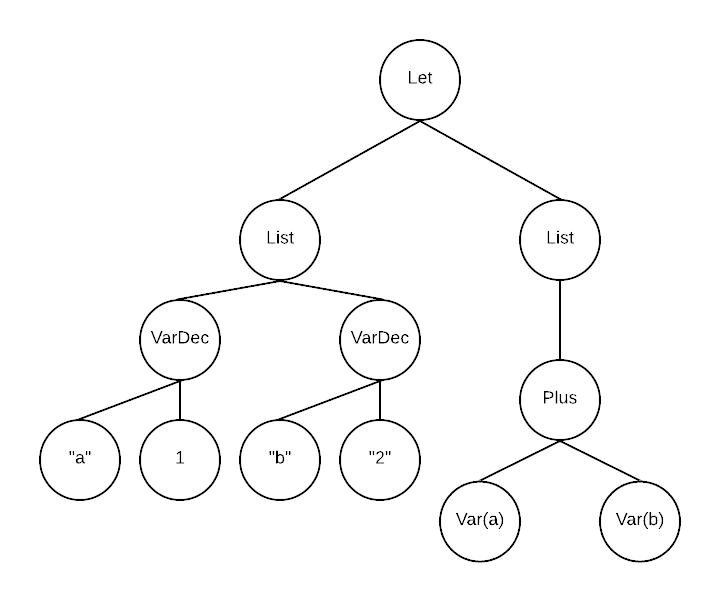 Let
List
List
VarDec
VarDec
Plus
"a"
1
"b"
"2"
Var(a)
Var(b)